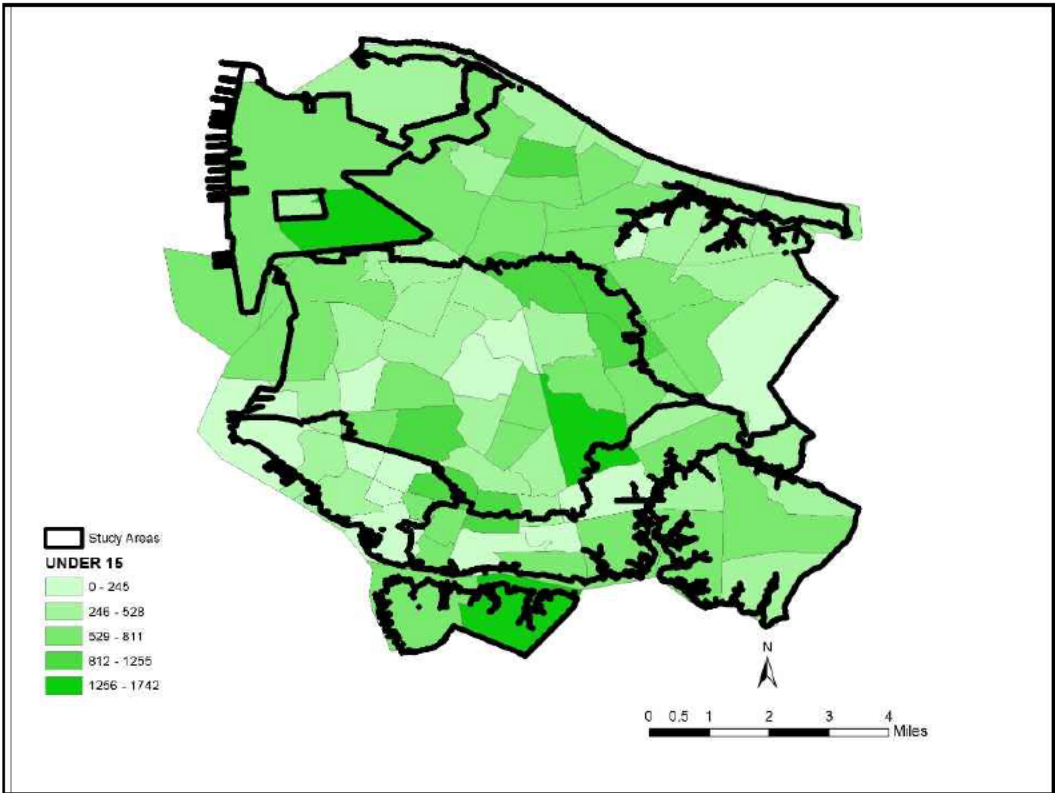 Study Areas
UNDER 15
0 - 245
246 - 528
529 - 811
812 - 1255
1256 - 1742
N
0 0.5 1 2 3 4
Miles